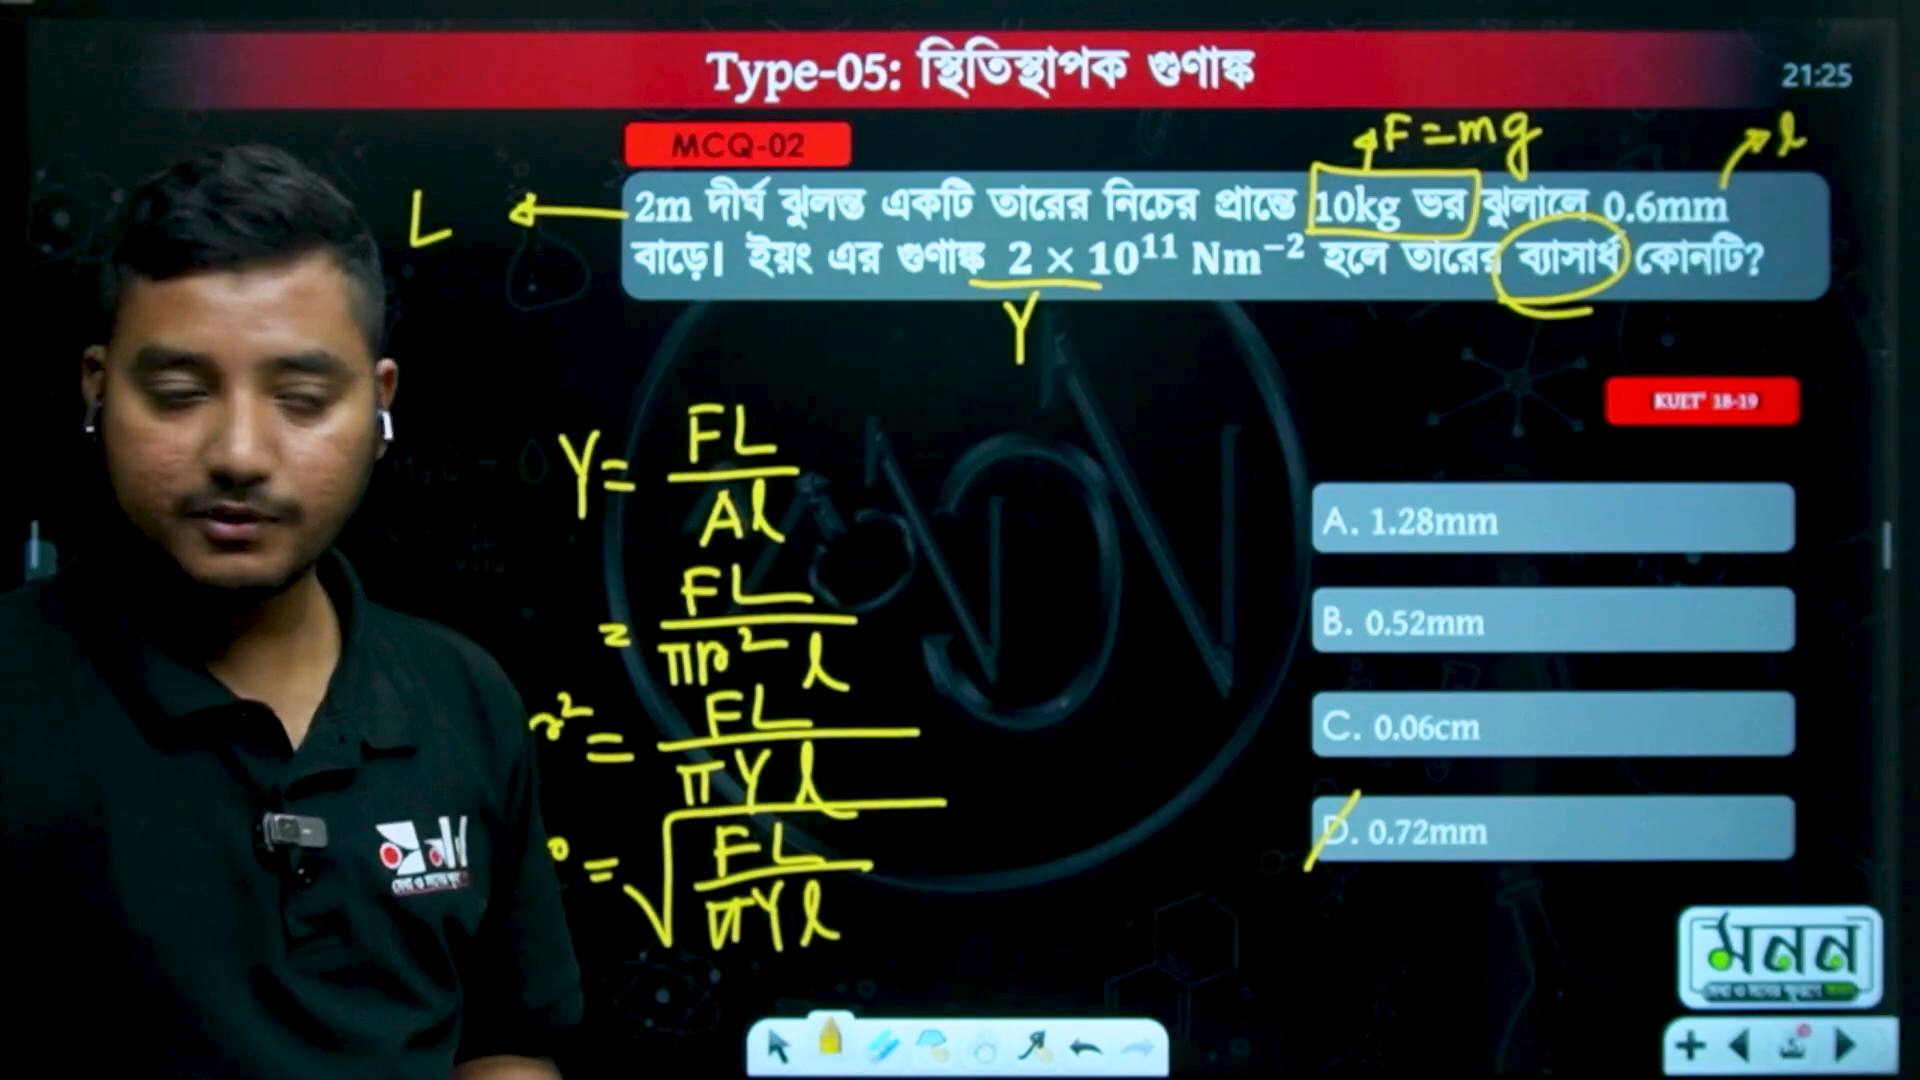 Type-05: স্থিতিস্থাপক গুণাঙ্ক
21:25
MCQ-02
F = mg
l
L
2m দীর্ঘ ঝুলন্ত একটি তারের নিচের প্রান্তে 10kg ভর ঝুলালে 0.6mm
বাড়ে। ইয়ং এর গুণাঙ্ক 2 × 10¹¹ Nm⁻² হলে তারের ব্যাসার্ধ কোনটি?
Y
KUET' 18-19
Y = FL / Al
= FL / πr² l
r² = FL / πYl
= √(FL / πYl)
A. 1.28mm
B. 0.52mm
C. 0.06cm
D. 0.72mm
মনন